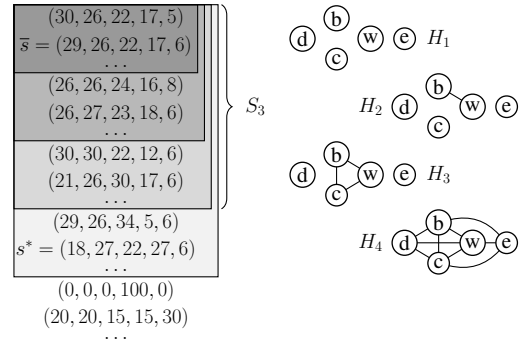 (30, 26, 22, 17, 5)
s̅ = (29, 26, 22, 17, 6)
...
(26, 26, 24, 16, 8)
(26, 27, 23, 18, 6)
...
(30, 30, 22, 12, 6)
(21, 26, 30, 17, 6)
...
(29, 26, 34, 5, 6)
s* = (18, 27, 22, 27, 6)
...
(0, 0, 0, 100, 0)
(20, 20, 15, 15, 30)
...
S₃
b
d w e H₁
c
b
H₂ d w e
c
b
d w e H₃
c
b
H₄ d w e
c